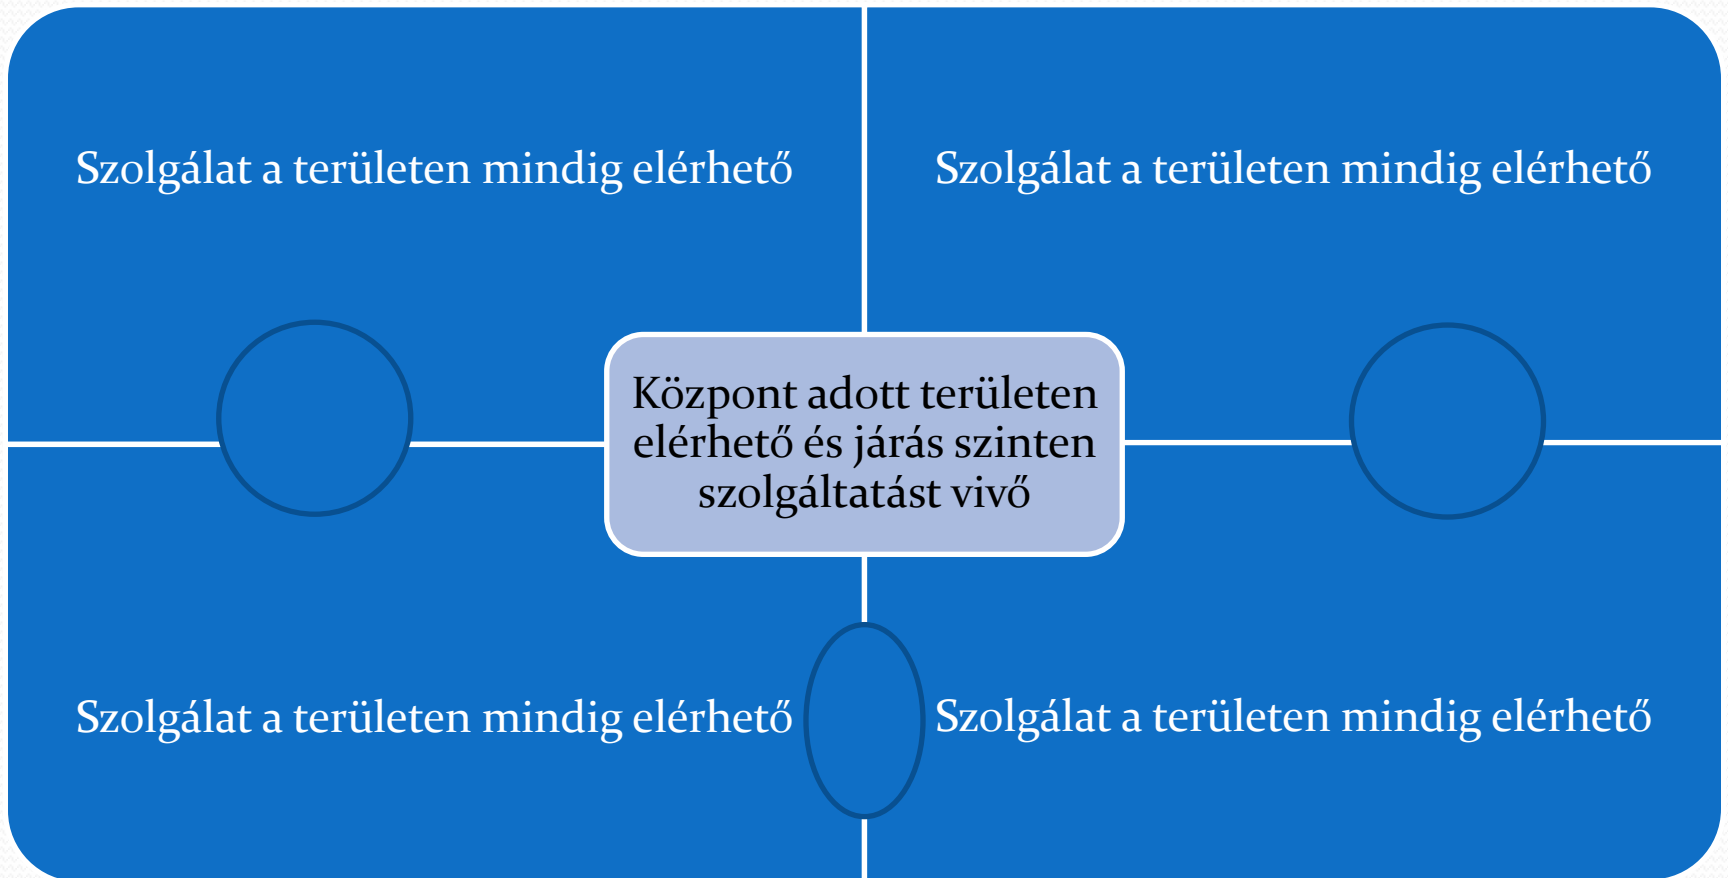 Szolgálat a területen mindig elérhető
Szolgálat a területen mindig elérhető
Központ adott területen
elérhető és járás szinten
szolgáltatást vivő
Szolgálat a területen mindig elérhető
Szolgálat a területen mindig elérhető